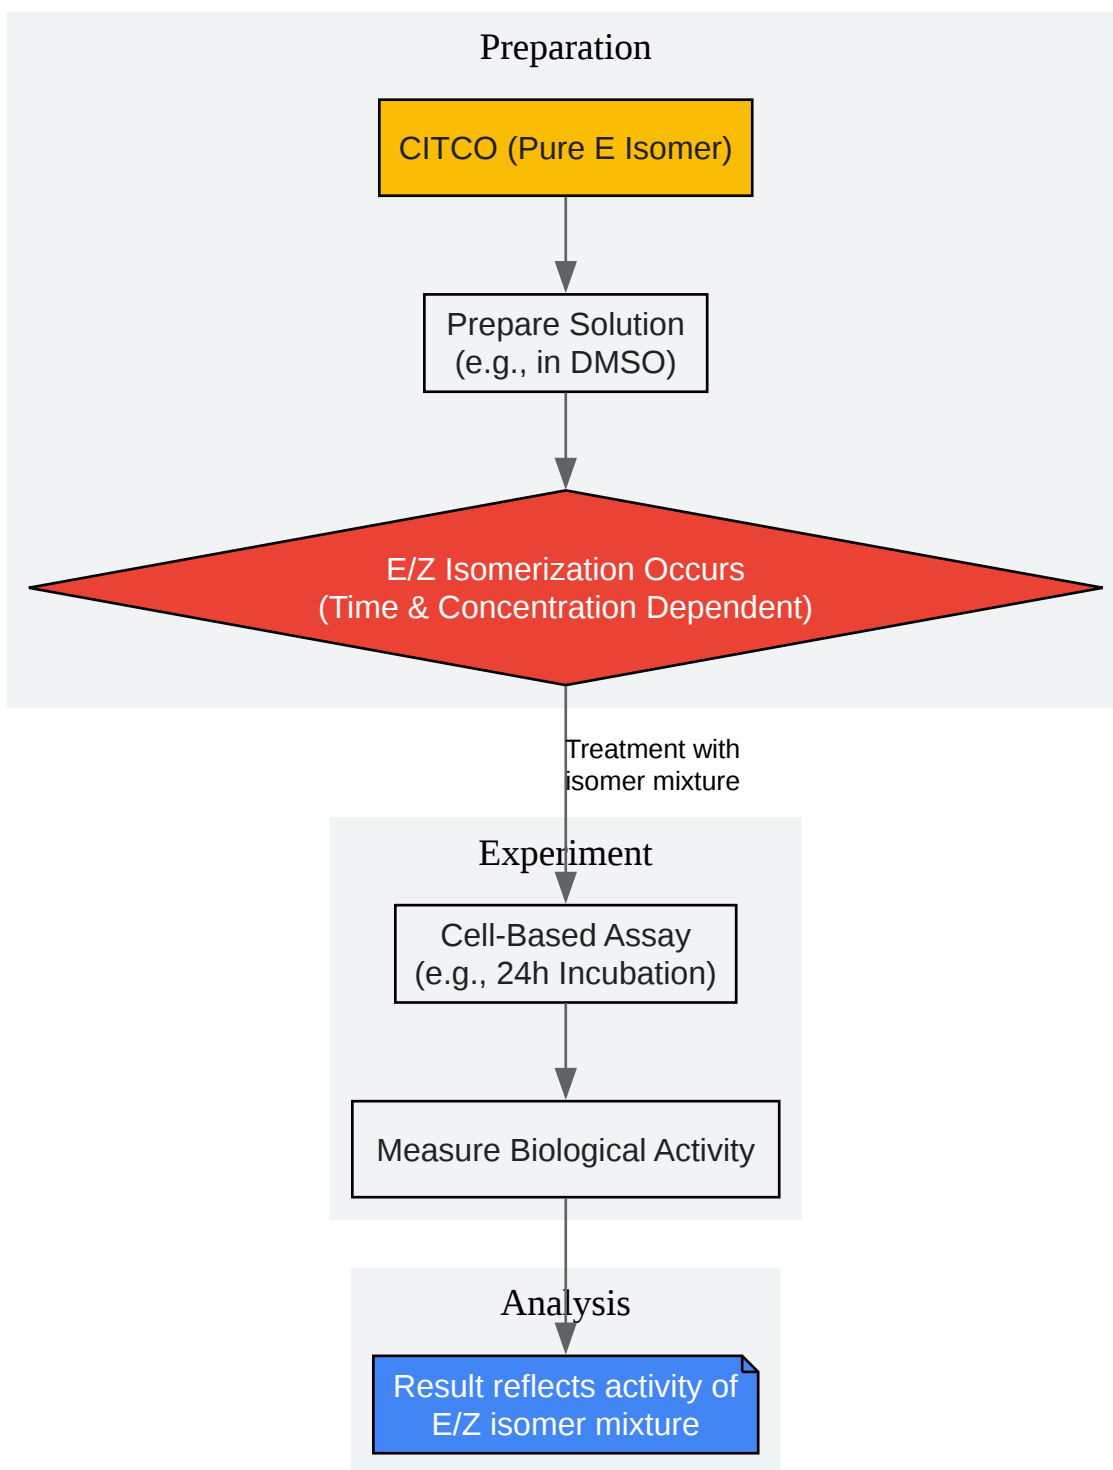 Preparation
CITCO (Pure E Isomer)
Prepare Solution
(e.g., in DMSO)
E/Z Isomerization Occurs
(Time & Concentration Dependent)
Treatment with
isomer mixture
Experiment
Cell-Based Assay
(e.g., 24h Incubation)
Measure Biological Activity
Analysis
Result reflects activity of
E/Z isomer mixture